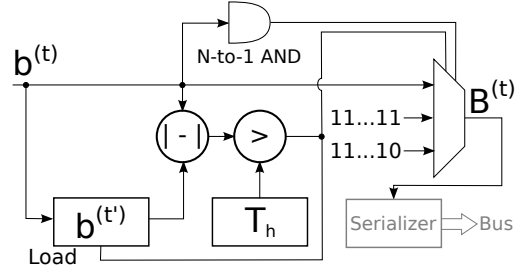 N-to-1 AND
b(t)
B(t)
11...11
| - |
>
11...10
b(t')
Th
Serializer
Bus
Load